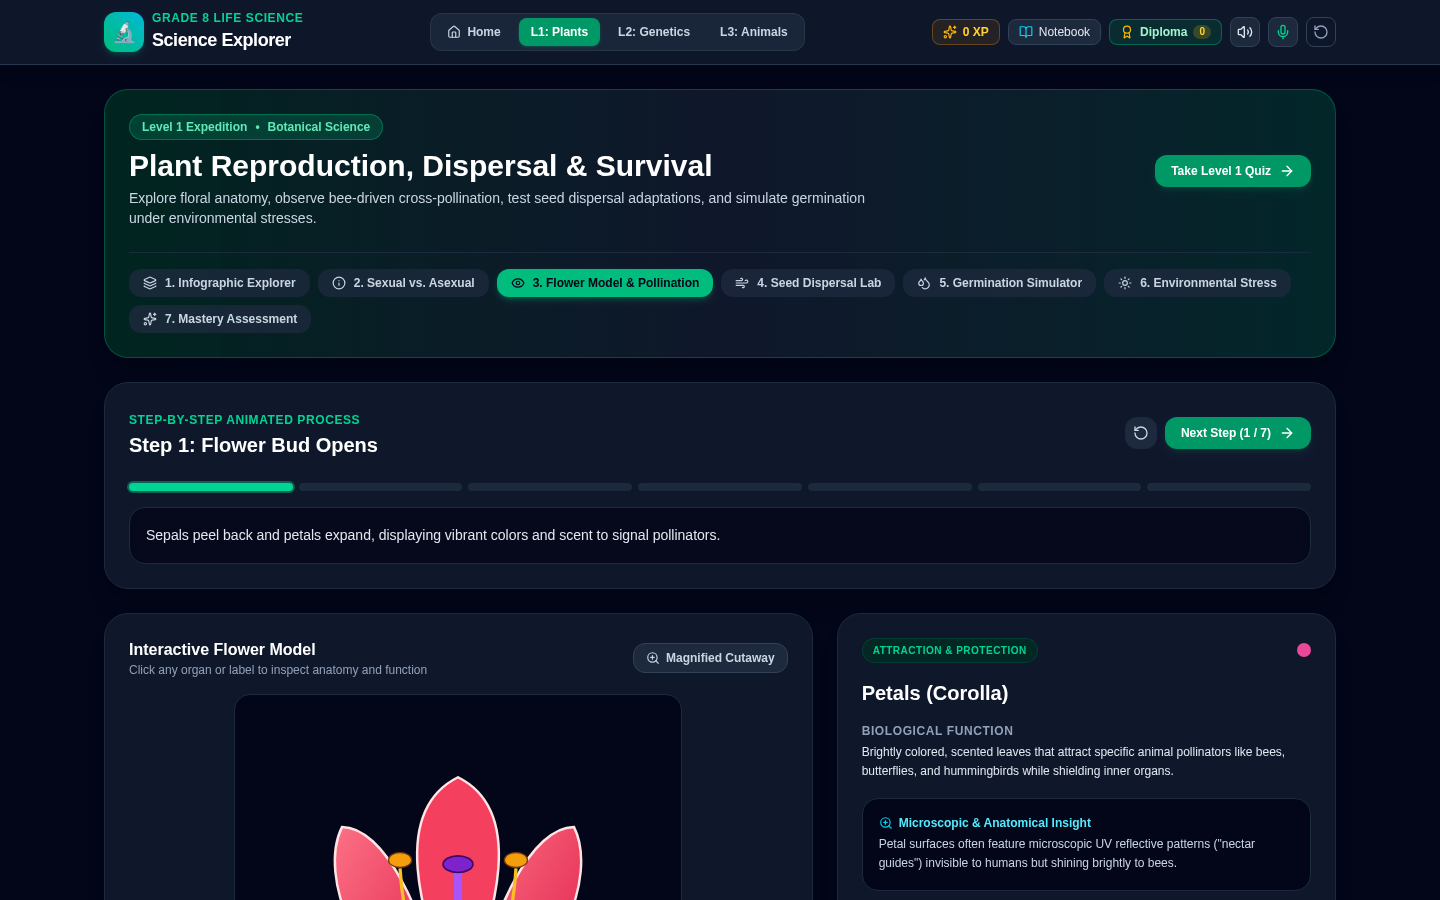 GRADE 8 LIFE SCIENCE
Science Explorer
Home
L1: Plants
L2: Genetics
L3: Animals
0 XP
Notebook
Diploma
0
Level 1 Expedition • Botanical Science
Plant Reproduction, Dispersal & Survival
Explore floral anatomy, observe bee-driven cross-pollination, test seed dispersal adaptations, and simulate germination
under environmental stresses.
Take Level 1 Quiz
1. Infographic Explorer
2. Sexual vs. Asexual
3. Flower Model & Pollination
4. Seed Dispersal Lab
5. Germination Simulator
6. Environmental Stress
7. Mastery Assessment
STEP-BY-STEP ANIMATED PROCESS
Step 1: Flower Bud Opens
Next Step (1 / 7)
Sepals peel back and petals expand, displaying vibrant colors and scent to signal pollinators.
Interactive Flower Model
Click any organ or label to inspect anatomy and function
Magnified Cutaway
ATTRACTION & PROTECTION
Petals (Corolla)
BIOLOGICAL FUNCTION
Brightly colored, scented leaves that attract specific animal pollinators like bees,
butterflies, and hummingbirds while shielding inner organs.
Microscopic & Anatomical Insight
Petal surfaces often feature microscopic UV reflective patterns ("nectar
guides") invisible to humans but shining brightly to bees.